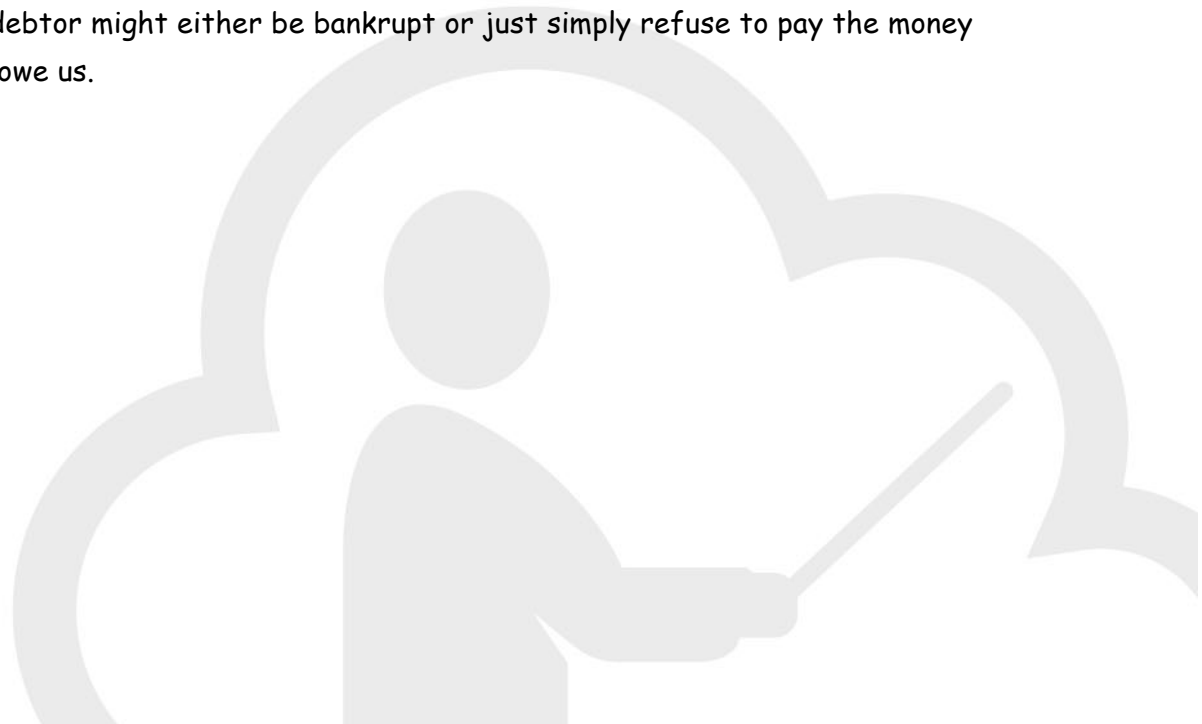 debtor might either be bankrupt or just simply refuse to pay the money
owe us.